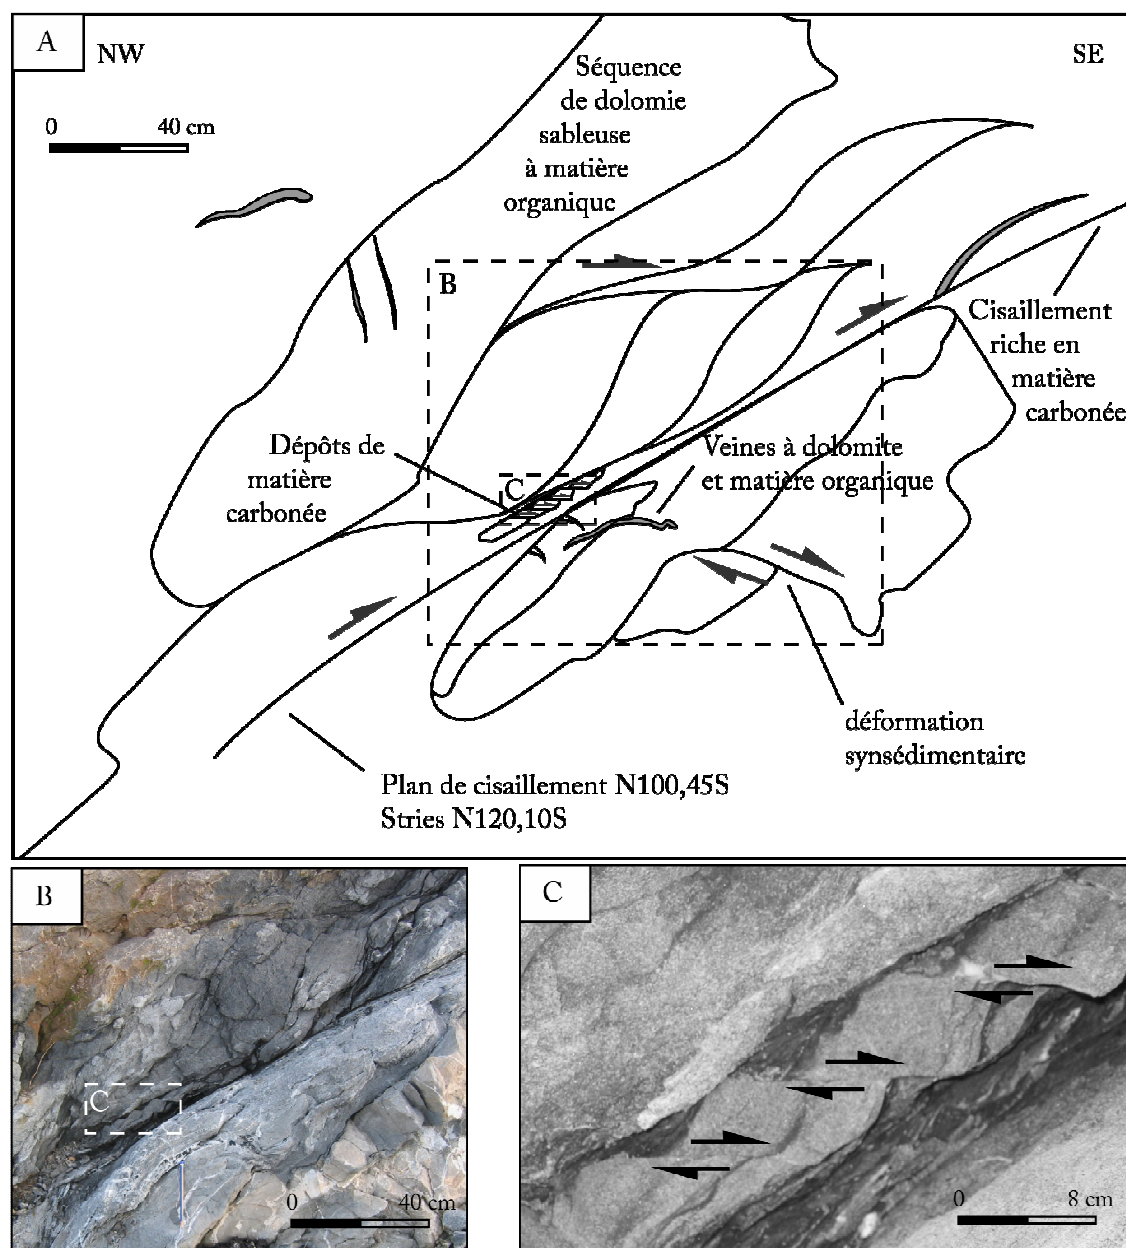 A
NW
SE
0 40 cm
Séquence
de dolomie
sableuse
à matière
organique
B
Cisaillement
riche en
matière
carbonée
Dépôts de
matière
carbonée
C
Veines à dolomite
et matière organique
déformation
synsédimentaire
Plan de cisaillement N100,45S
Stries N120,10S
B
C
0 40 cm
C
0 8 cm